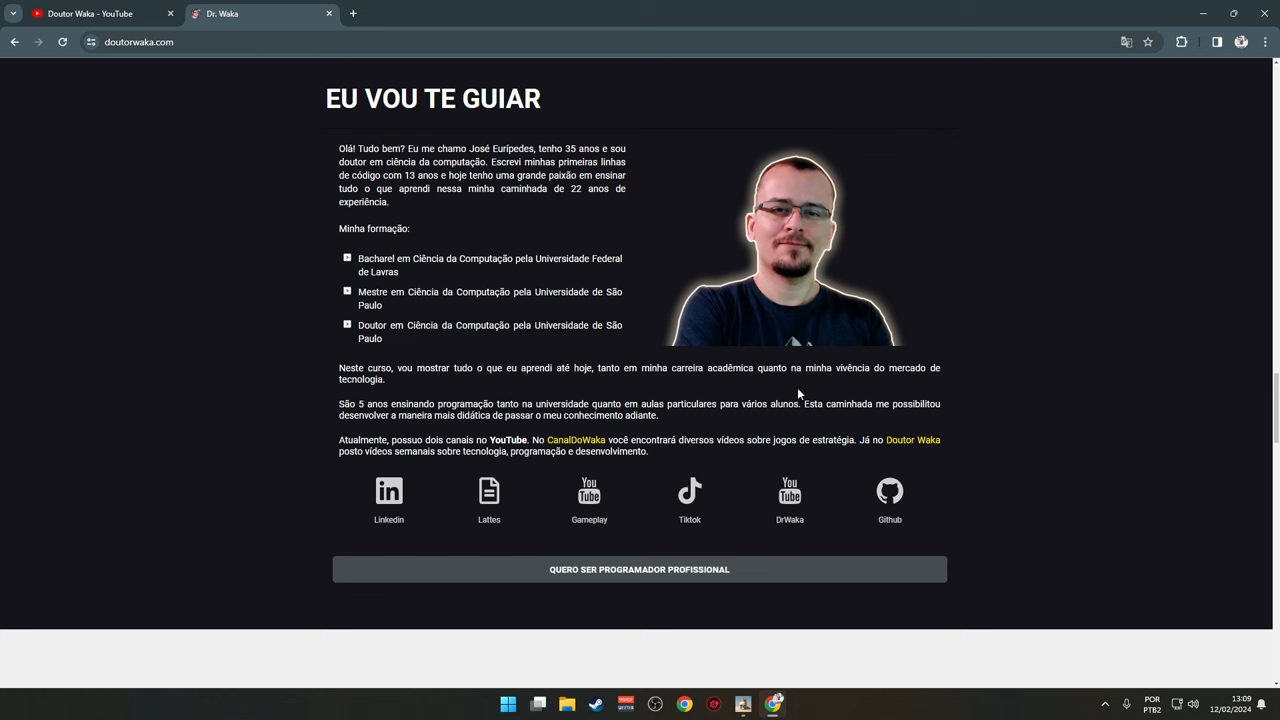 Doutor Waka - YouTube
Dr. Waka
doutorwaka.com
EU VOU TE GUIAR
Olá! Tudo bem? Eu me chamo José Eurípedes, tenho 35 anos e sou
doutor em ciência da computação. Escrevi minhas primeiras linhas
de código com 13 anos e hoje tenho uma grande paixão em ensinar
tudo o que aprendi nessa minha caminhada de 22 anos de
experiência.
Minha formação:
Bacharel em Ciência da Computação pela Universidade Federal
de Lavras
Mestre em Ciência da Computação pela Universidade de São
Paulo
Doutor em Ciência da Computação pela Universidade de São
Paulo
Neste curso, vou mostrar tudo o que eu aprendi até hoje, tanto em minha carreira acadêmica quanto na minha vivência do mercado de
tecnologia.
São 5 anos ensinando programação tanto na universidade quanto em aulas particulares para vários alunos. Esta caminhada me possibilitou
desenvolver a maneira mais didática de passar o meu conhecimento adiante.
Atualmente, possuo dois canais no YouTube. No CanalDoWaka você encontrará diversos vídeos sobre jogos de estratégia. Já no Doutor Waka
posto vídeos semanais sobre tecnologia, programação e desenvolvimento.
in
You
Tube
You
Tube
Linkedin
Lattes
Gameplay
Tiktok
DrWaka
Github
QUERO SER PROGRAMADOR PROFISSIONAL
POR
PTB2
13:09
12/02/2024